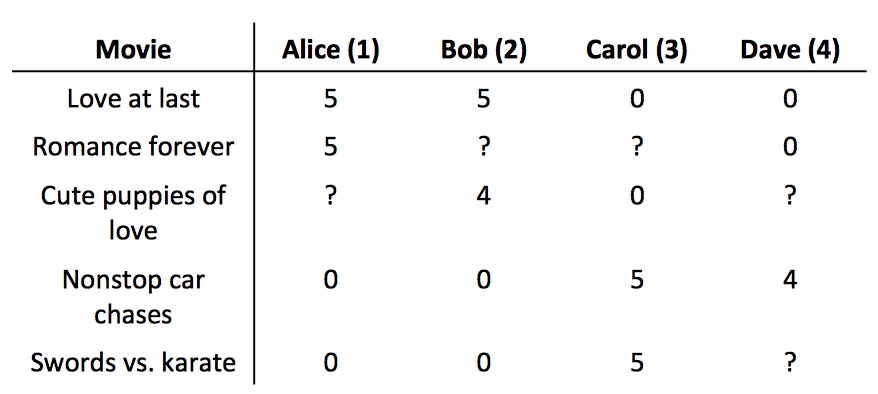 Movie Alice (1) Bob (2) Carol (3) Dave (4)
Love at last 5 5 0 0
Romance forever 5 ? ? 0
Cute puppies of ? 4 0 ?
love
Nonstop car 0 0 5 4
chases
Swords vs. karate 0 0 5 ?